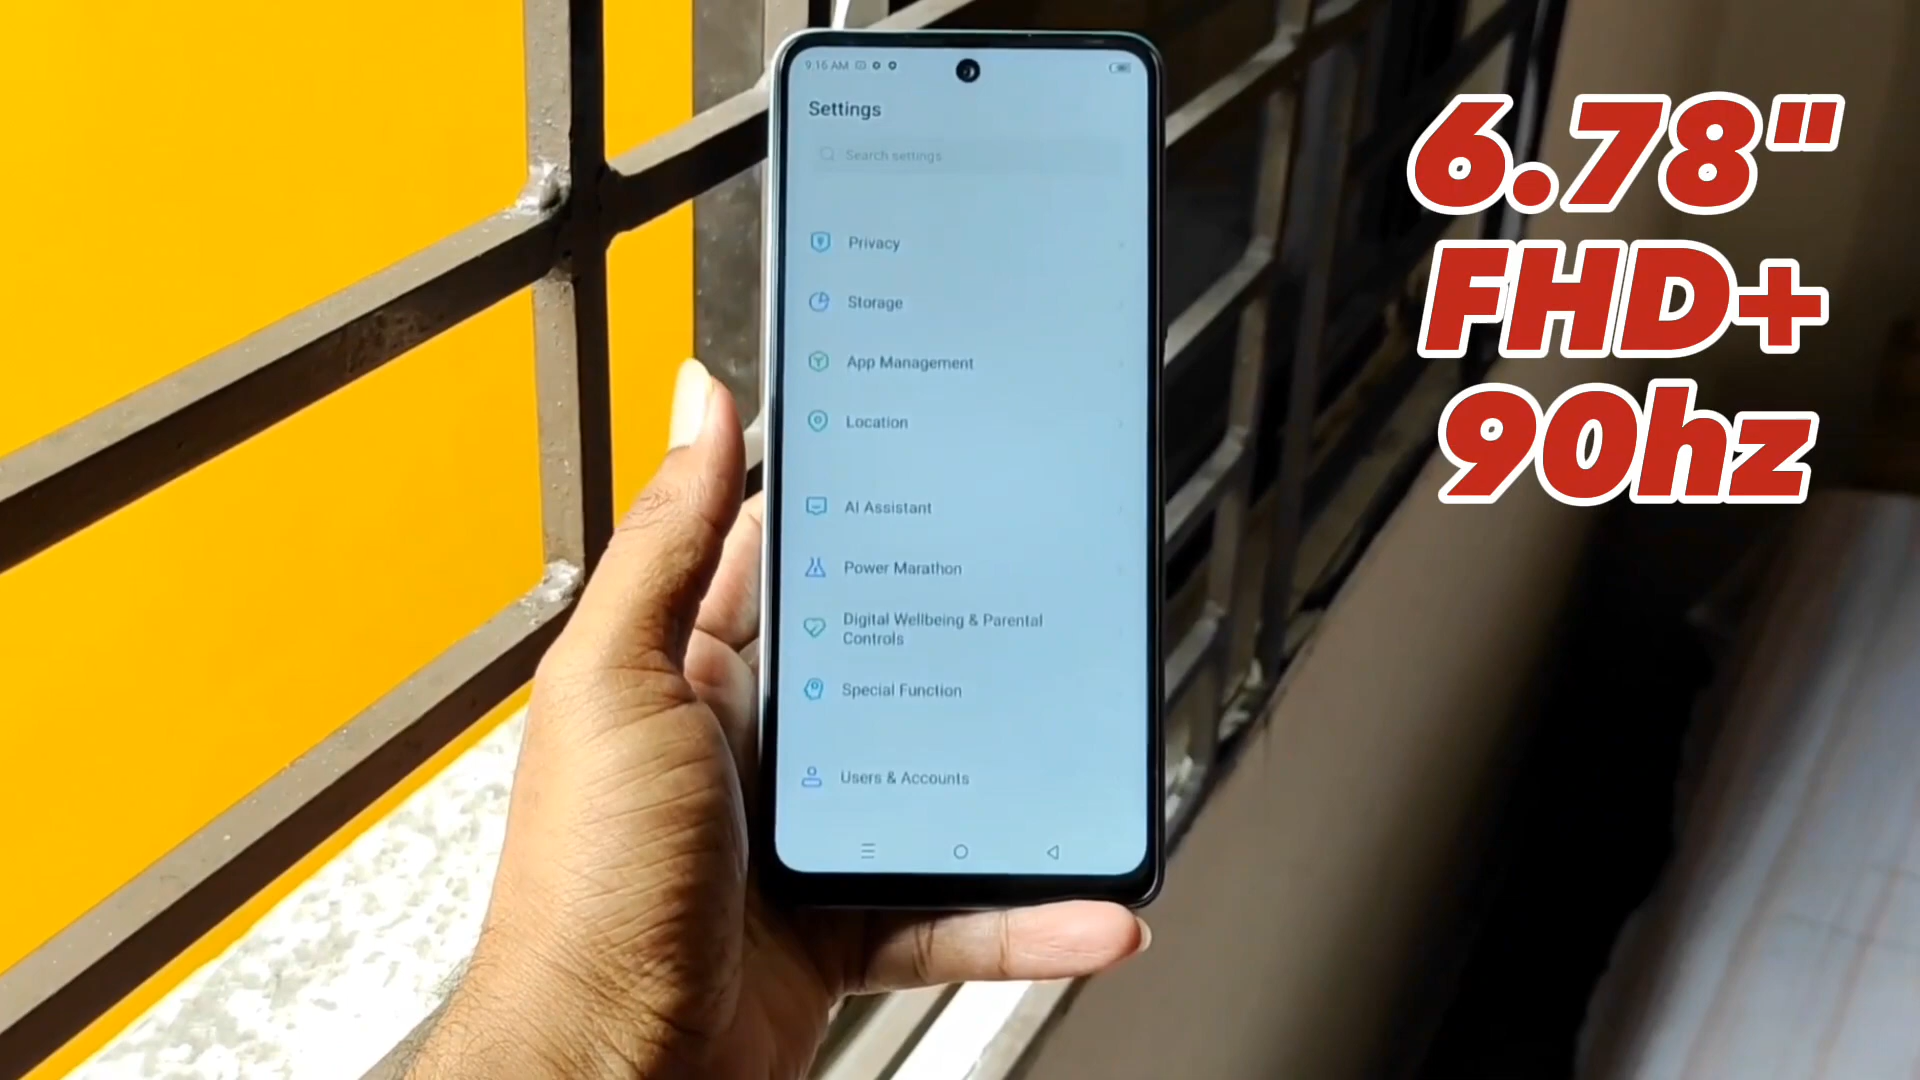 9:16 AM
Settings
Search settings
Privacy
Storage
App Management
Location
AI Assistant
Power Marathon
Digital Wellbeing & Parental
Controls
Special Function
Users & Accounts
6.78"
FHD+
90hz